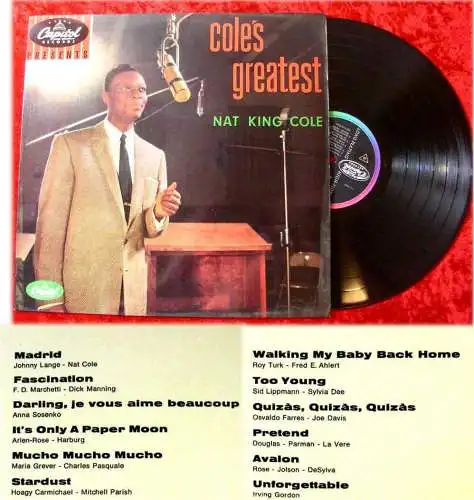 Capitol
RECORDS
PRESENTS
cole's
greatest
NAT KING COLE
Capitol
Madrid
Johnny Lange - Nat Cole
Fascination
F. D. Marchetti - Dick Manning
Darling, je vous aime beaucoup
Anna Sosenko
It's Only A Paper Moon
Arlen-Rose - Harburg
Mucho Mucho Mucho
Maria Grever - Charles Pasquale
Stardust
Hoagy Carmichael - Mitchell Parish
Walking My Baby Back Home
Roy Turk - Fred E. Ahlert
Too Young
Sid Lippmann - Sylvia Dee
Quizàs, Quizàs, Quizàs
Osvaldo Farres - Joe Davis
Pretend
Douglas - Parman - La Vere
Avalon
Rose - Jolson - DeSylva
Unforgettable
Irving Gordon